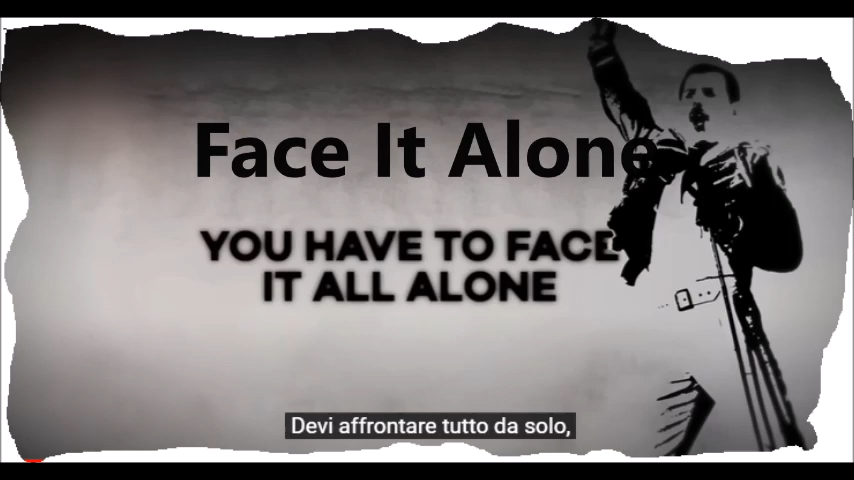 Face It Alone
YOU HAVE TO FACE
IT ALL ALONE
Devi affrontare tutto da solo,